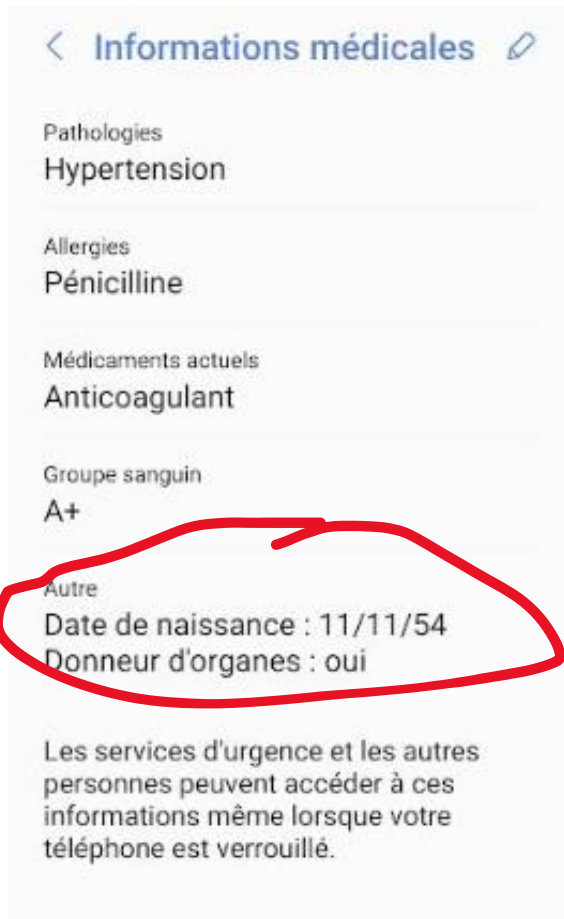 Informations médicales
Pathologies
Hypertension
Allergies
Pénicilline
Médicaments actuels
Anticoagulant
Groupe sanguin
A+
Autre
Date de naissance : 11/11/54
Donneur d'organes : oui
Les services d'urgence et les autres
personnes peuvent accéder à ces
informations même lorsque votre
téléphone est verrouillé.